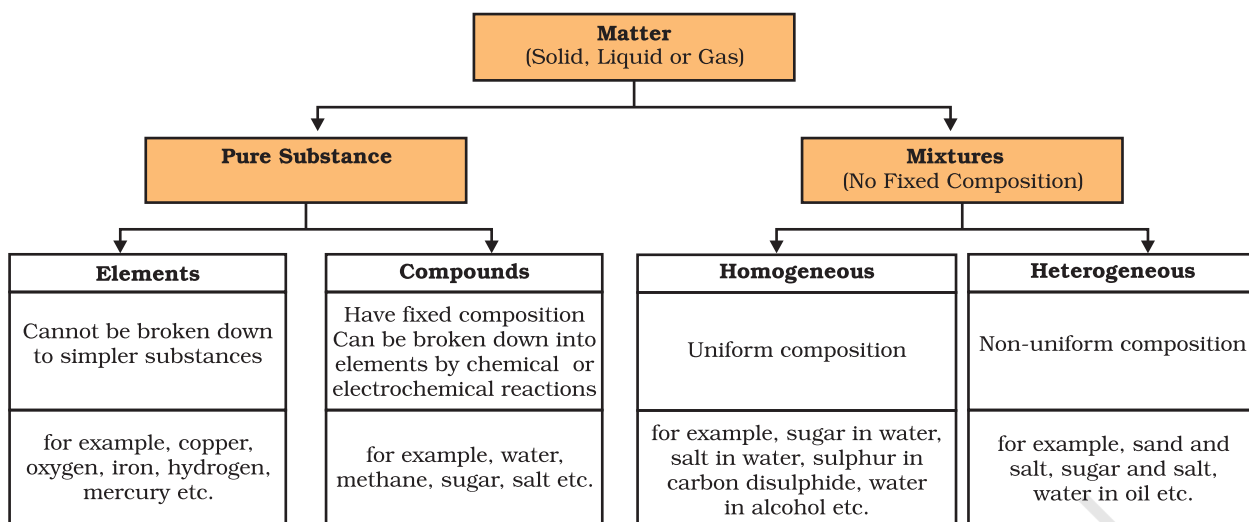 Matter
(Solid, Liquid or Gas)
Pure Substance
Mixtures
(No Fixed Composition)
Elements
Cannot be broken down
to simpler substances
for example, copper,
oxygen, iron, hydrogen,
mercury etc.
Compounds
Have fixed composition
Can be broken down into
elements by chemical or
electrochemical reactions
for example, water,
methane, sugar, salt etc.
Homogeneous
Uniform composition
for example, sugar in water,
salt in water, sulphur in
carbon disulphide, water
in alcohol etc.
Heterogeneous
Non-uniform composition
for example, sand and
salt, sugar and salt,
water in oil etc.